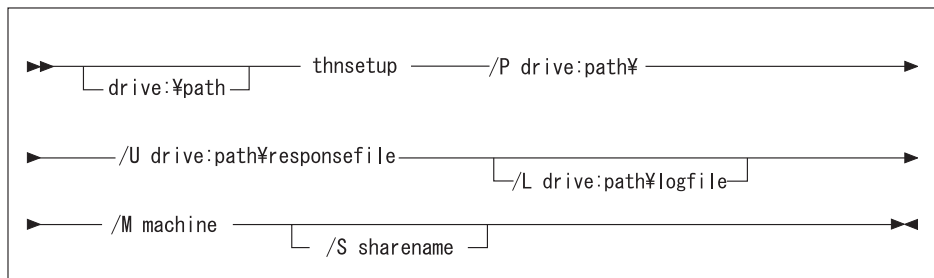 thnsetup /P drive:path¥
drive:¥path
/U drive:path¥responsefile
/L drive:path¥logfile
/M machine
/S sharename